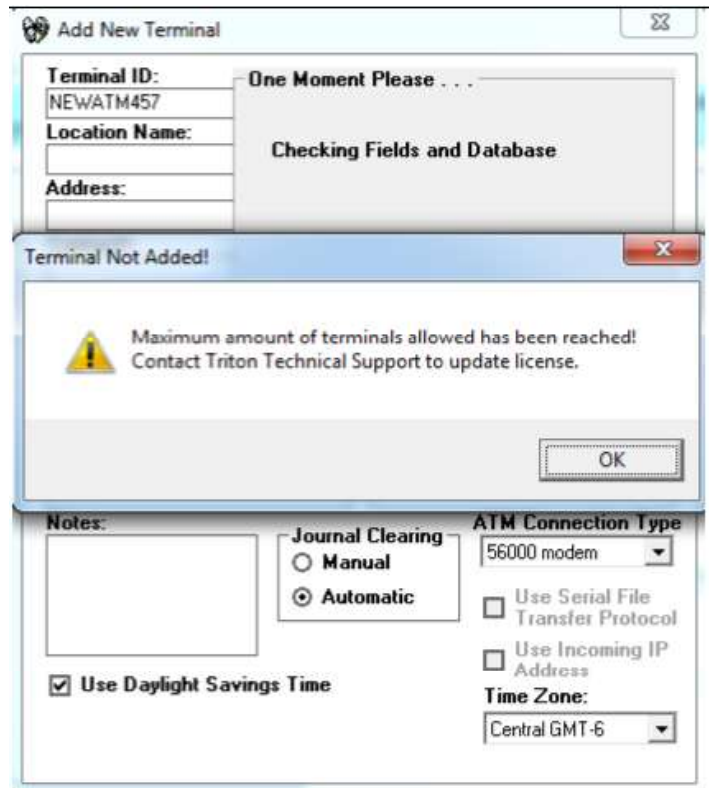 Add New Terminal
Terminal ID:
One Moment Please . . .
NEWATM457
Location Name:
Checking Fields and Database
Address:
Terminal Not Added!
Maximum amount of terminals allowed has been reached!
Contact Triton Technical Support to update license.
OK
Notes:
Journal Clearing
Manual
Automatic
ATM Connection Type
56000 modem
Use Serial File
Transfer Protocol
Use Incoming IP
Address
Use Daylight Savings Time
Time Zone:
Central GMT-6